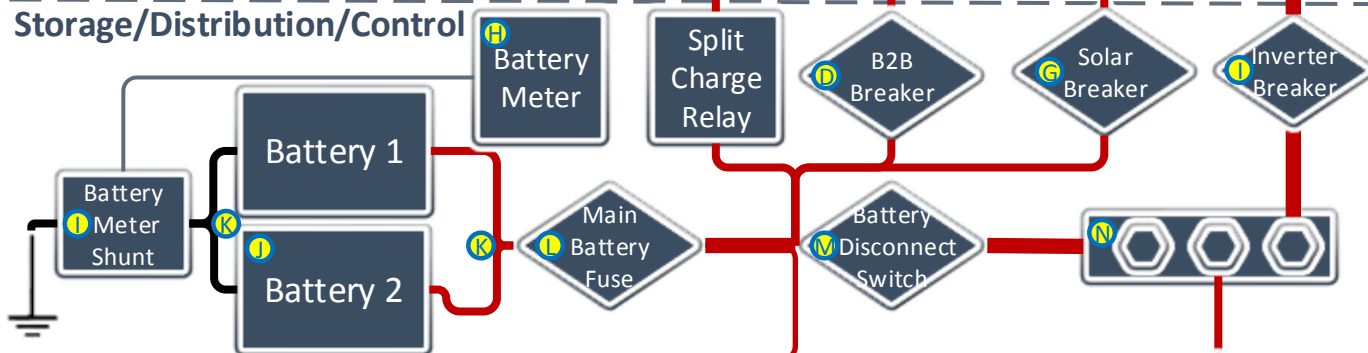 Storage/Distribution/Control
H
Battery
Meter
Split
Charge
Relay
D
B2B
Breaker
G
Solar
Breaker
I
Inverter
Breaker
Battery 1
Battery
Meter
Shunt
I
K
J
Battery 2
K
L
Main
Battery
Fuse
M
Battery
Disconnect
Switch
N